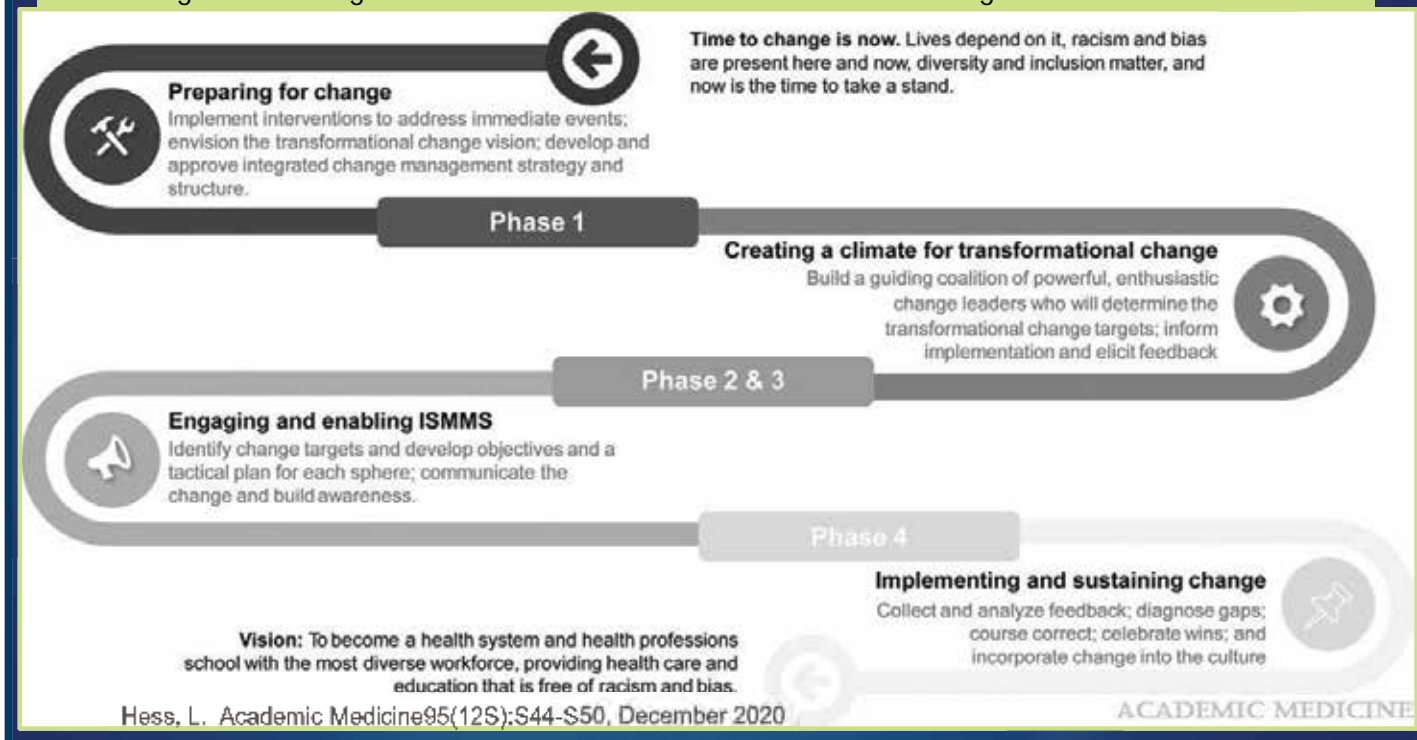 Time to change is now. Lives depend on it, racism and bias
are present here and now, diversity and inclusion matter, and
now is the time to take a stand.
Preparing for change
Implement interventions to address immediate events;
envision the transformational change vision; develop and
approve integrated change management strategy and
structure.
Phase 1
Creating a climate for transformational change
Build a guiding coalition of powerful, enthusiastic
change leaders who will determine the
transformational change targets; inform
implementation and elicit feedback
Phase 2 & 3
Engaging and enabling ISMMS
Identify change targets and develop objectives and a
tactical plan for each sphere; communicate the
change and build awareness.
Phase 4
Implementing and sustaining change
Collect and analyze feedback; diagnose gaps;
course correct; celebrate wins; and
incorporate change into the culture
Vision: To become a health system and health professions
school with the most diverse workforce, providing health care and
education that is free of racism and bias.
Hess, L. Academic Medicine95(12S):S44-S50, December 2020
ACADEMIC MEDICINE